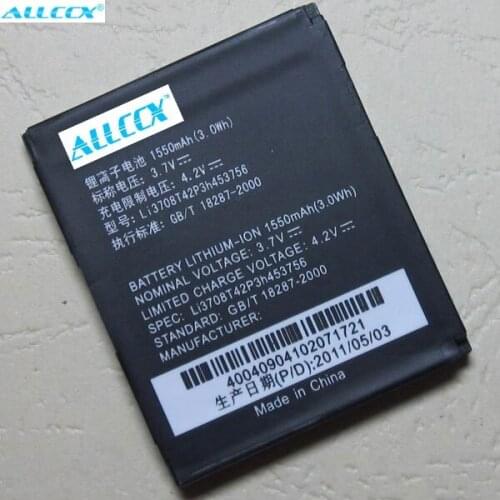 ALLCCX
ALLCCX
锂离子电池 1550mAh(3.0Wh)
标称电压: 3.7V
充电限制电压: 4.2V
型号: Li3708T42P3h453756
执行标准: GB/T 18287-2000
BATTERY LITHIUM-ION 1550mAh(3.0Wh)
NOMINAL VOLTAGE: 3.7V
LIMITED CHARGE VOLTAGE: 4.2V
SPEC: Li3708T42P3h453756
STANDARD: GB/T 18287-2000
40040904102071721
生产日期(P/D):2011/05/03
Made in China